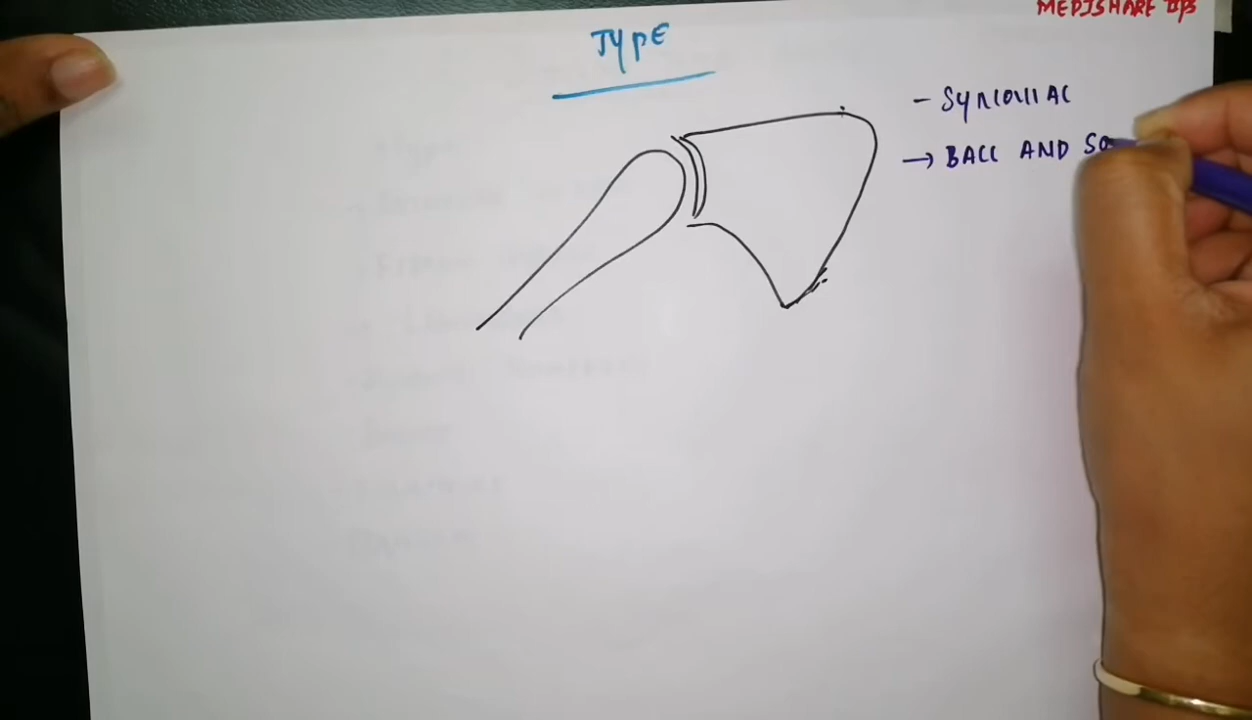 MEDISHARE
TYPE
- SYNOVIAL
→ BALL AND SO